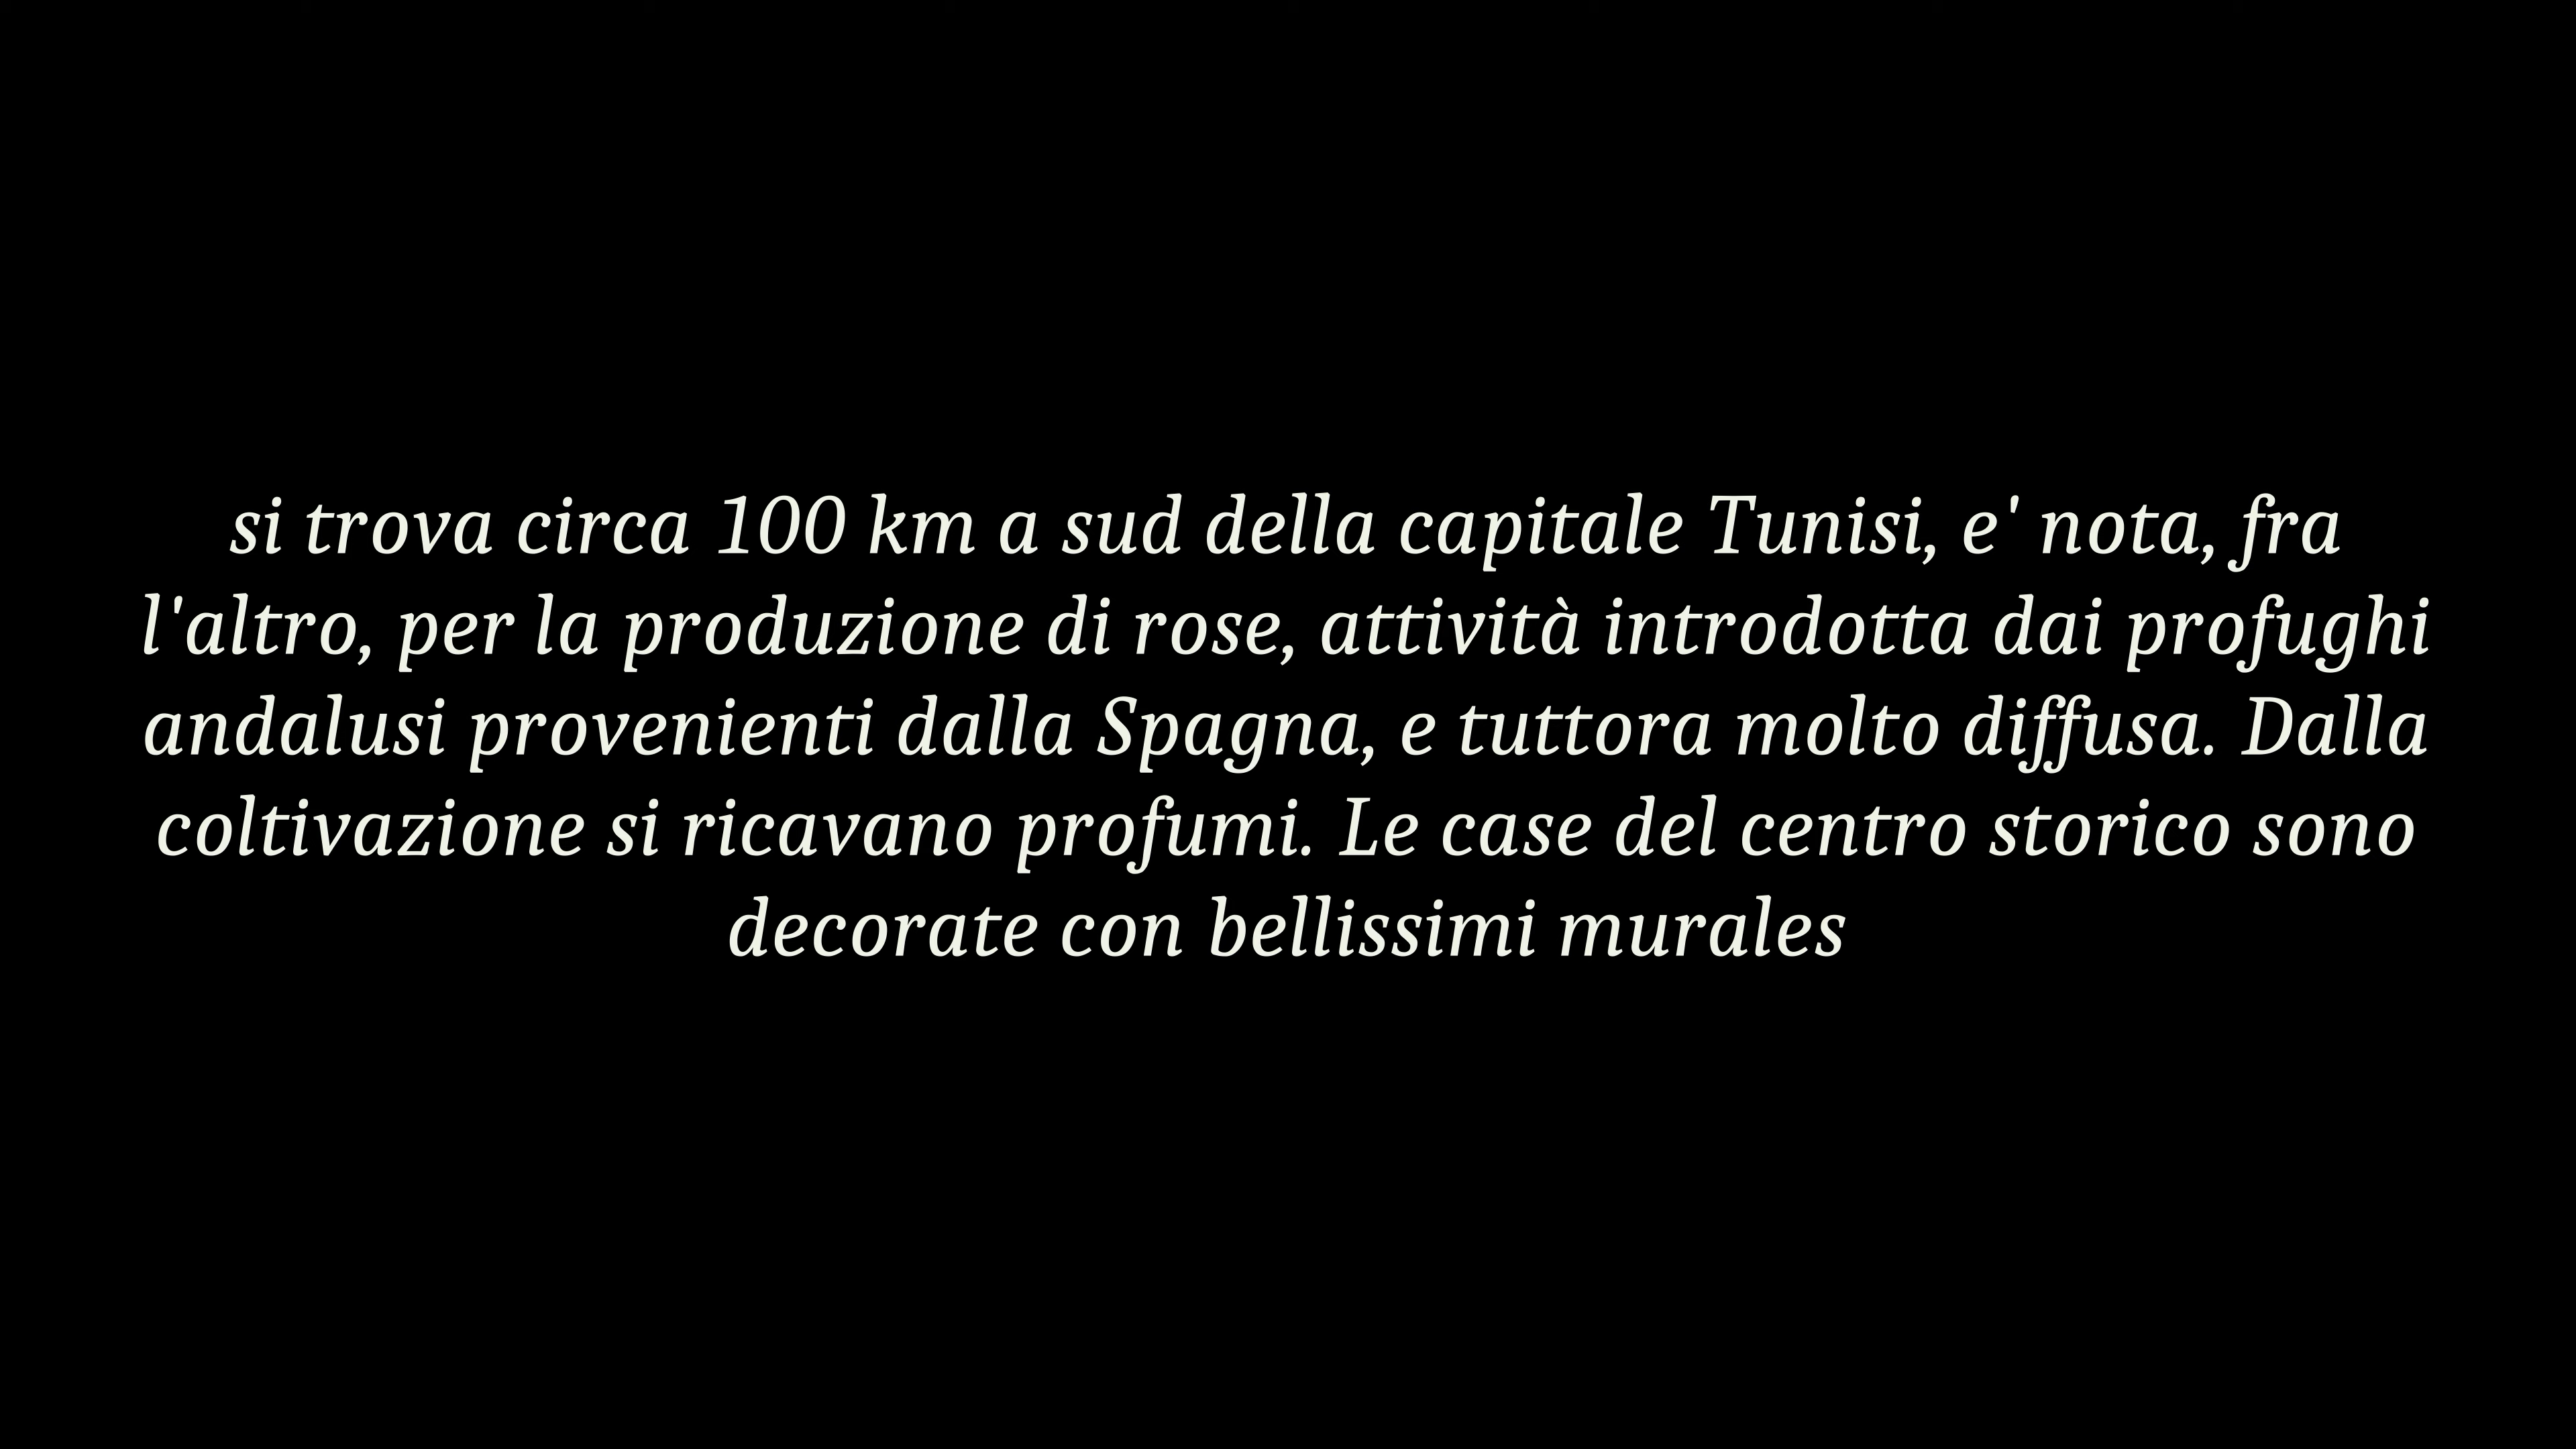 si trova circa 100 km a sud della capitale Tunisi, e' nota, fra
l'altro, per la produzione di rose, attività introdotta dai profughi
andalusi provenienti dalla Spagna, e tuttora molto diffusa. Dalla
coltivazione si ricavano profumi. Le case del centro storico sono
decorate con bellissimi murales